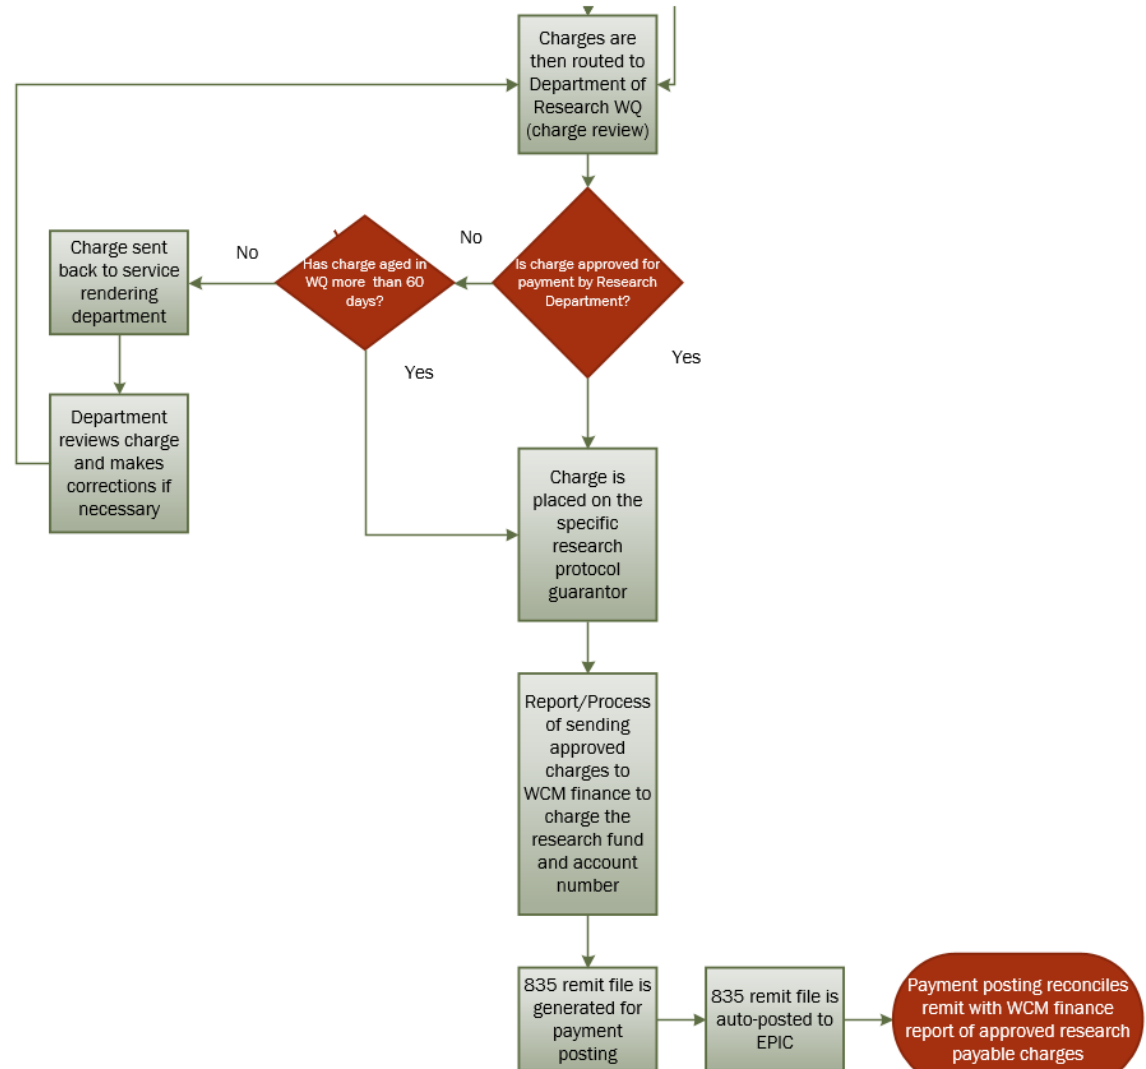 Charges are
then routed to
Department of
Research WQ
(charge review)
No
No
Charge sent
back to service
rendering
department
Has charge aged in
WQ more than 60
days?
Is charge approved for
payment by Research
Department?
Yes
Yes
Department
reviews charge
and makes
corrections if
necessary
Charge is
placed on the
specific
research
protocol
guarantor
Report/Process
of sending
approved
charges to
WCM finance to
charge the
research fund
and account
number
835 remit file is
generated for
payment
posting
835 remit file is
auto-posted to
EPIC
Payment posting reconciles
remit with WCM finance
report of approved research
payable charges